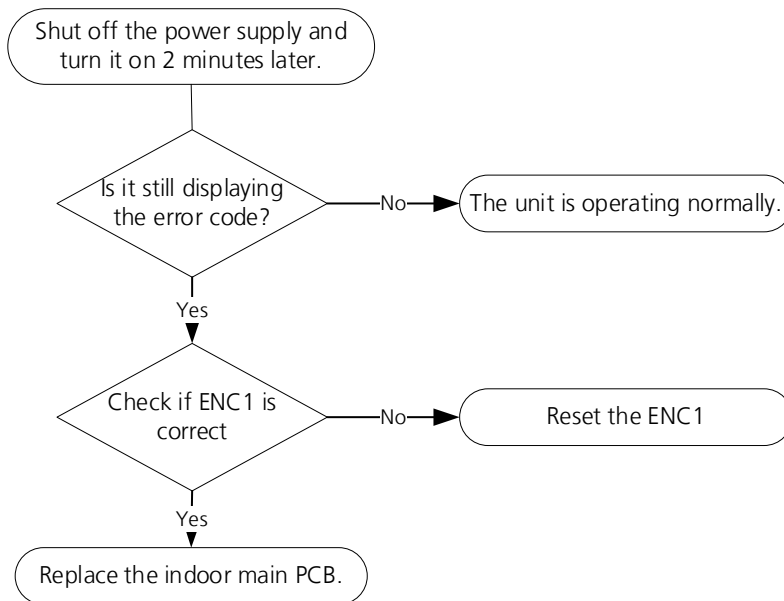 Shut off the power supply and
turn it on 2 minutes later.
Is it still displaying
the error code?
No
The unit is operating normally.
Yes
Check if ENC1 is
correct
No
Reset the ENC1
Yes
Replace the indoor main PCB.